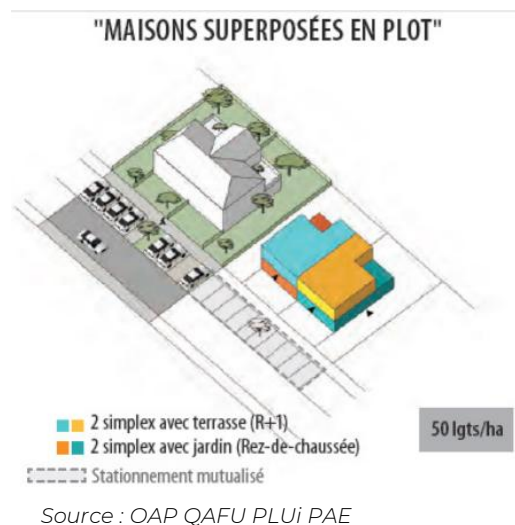 "MAISONS SUPERPOSÉES EN PLOT"
2 simplex avec terrasse (R+1)
2 simplex avec jardin (Rez-de-chaussée)
50 lgts/ha
Stationnement mutualisé
Source : OAP QAFU PLUi PAE